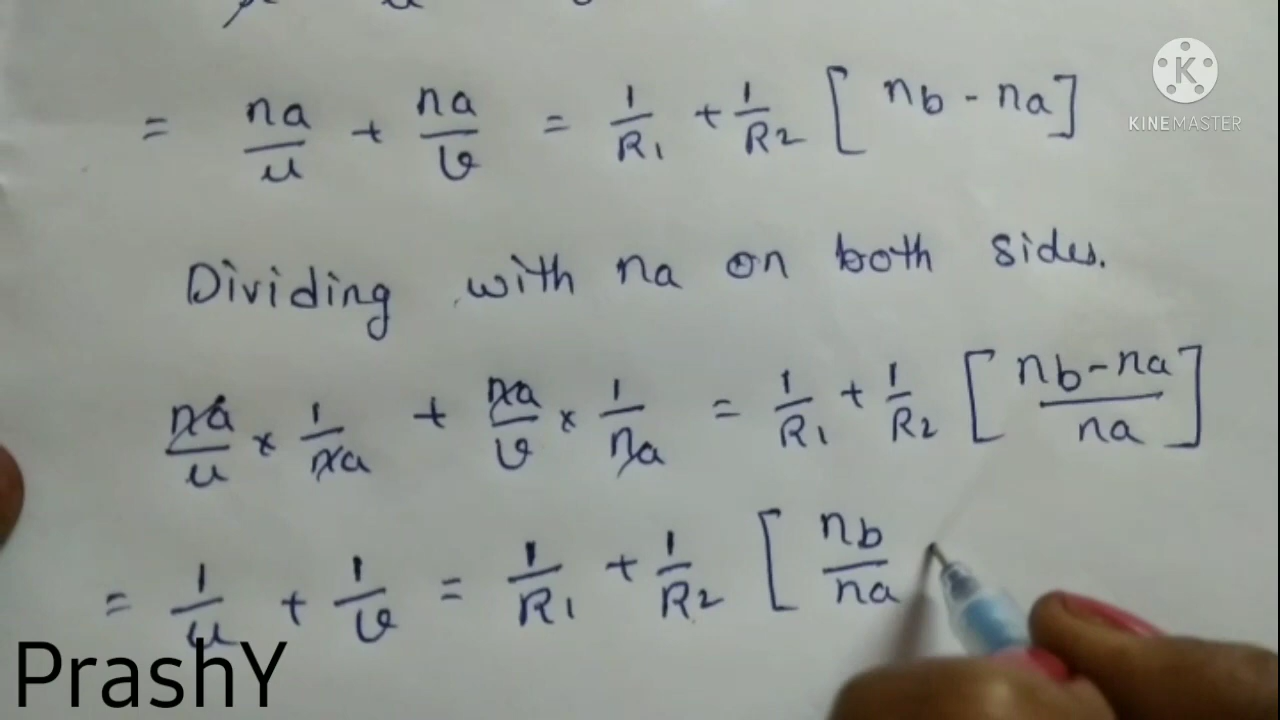 K
KINEMASTER
= na/u + na/v = 1/R1 + 1/R2 [ nb - na ]
Dividing with na on both sides.
na/u × 1/na + na/v × 1/na = 1/R1 + 1/R2 [ nb-na/na ]
= 1/u + 1/v = 1/R1 + 1/R2 [ nb/na
PrashY